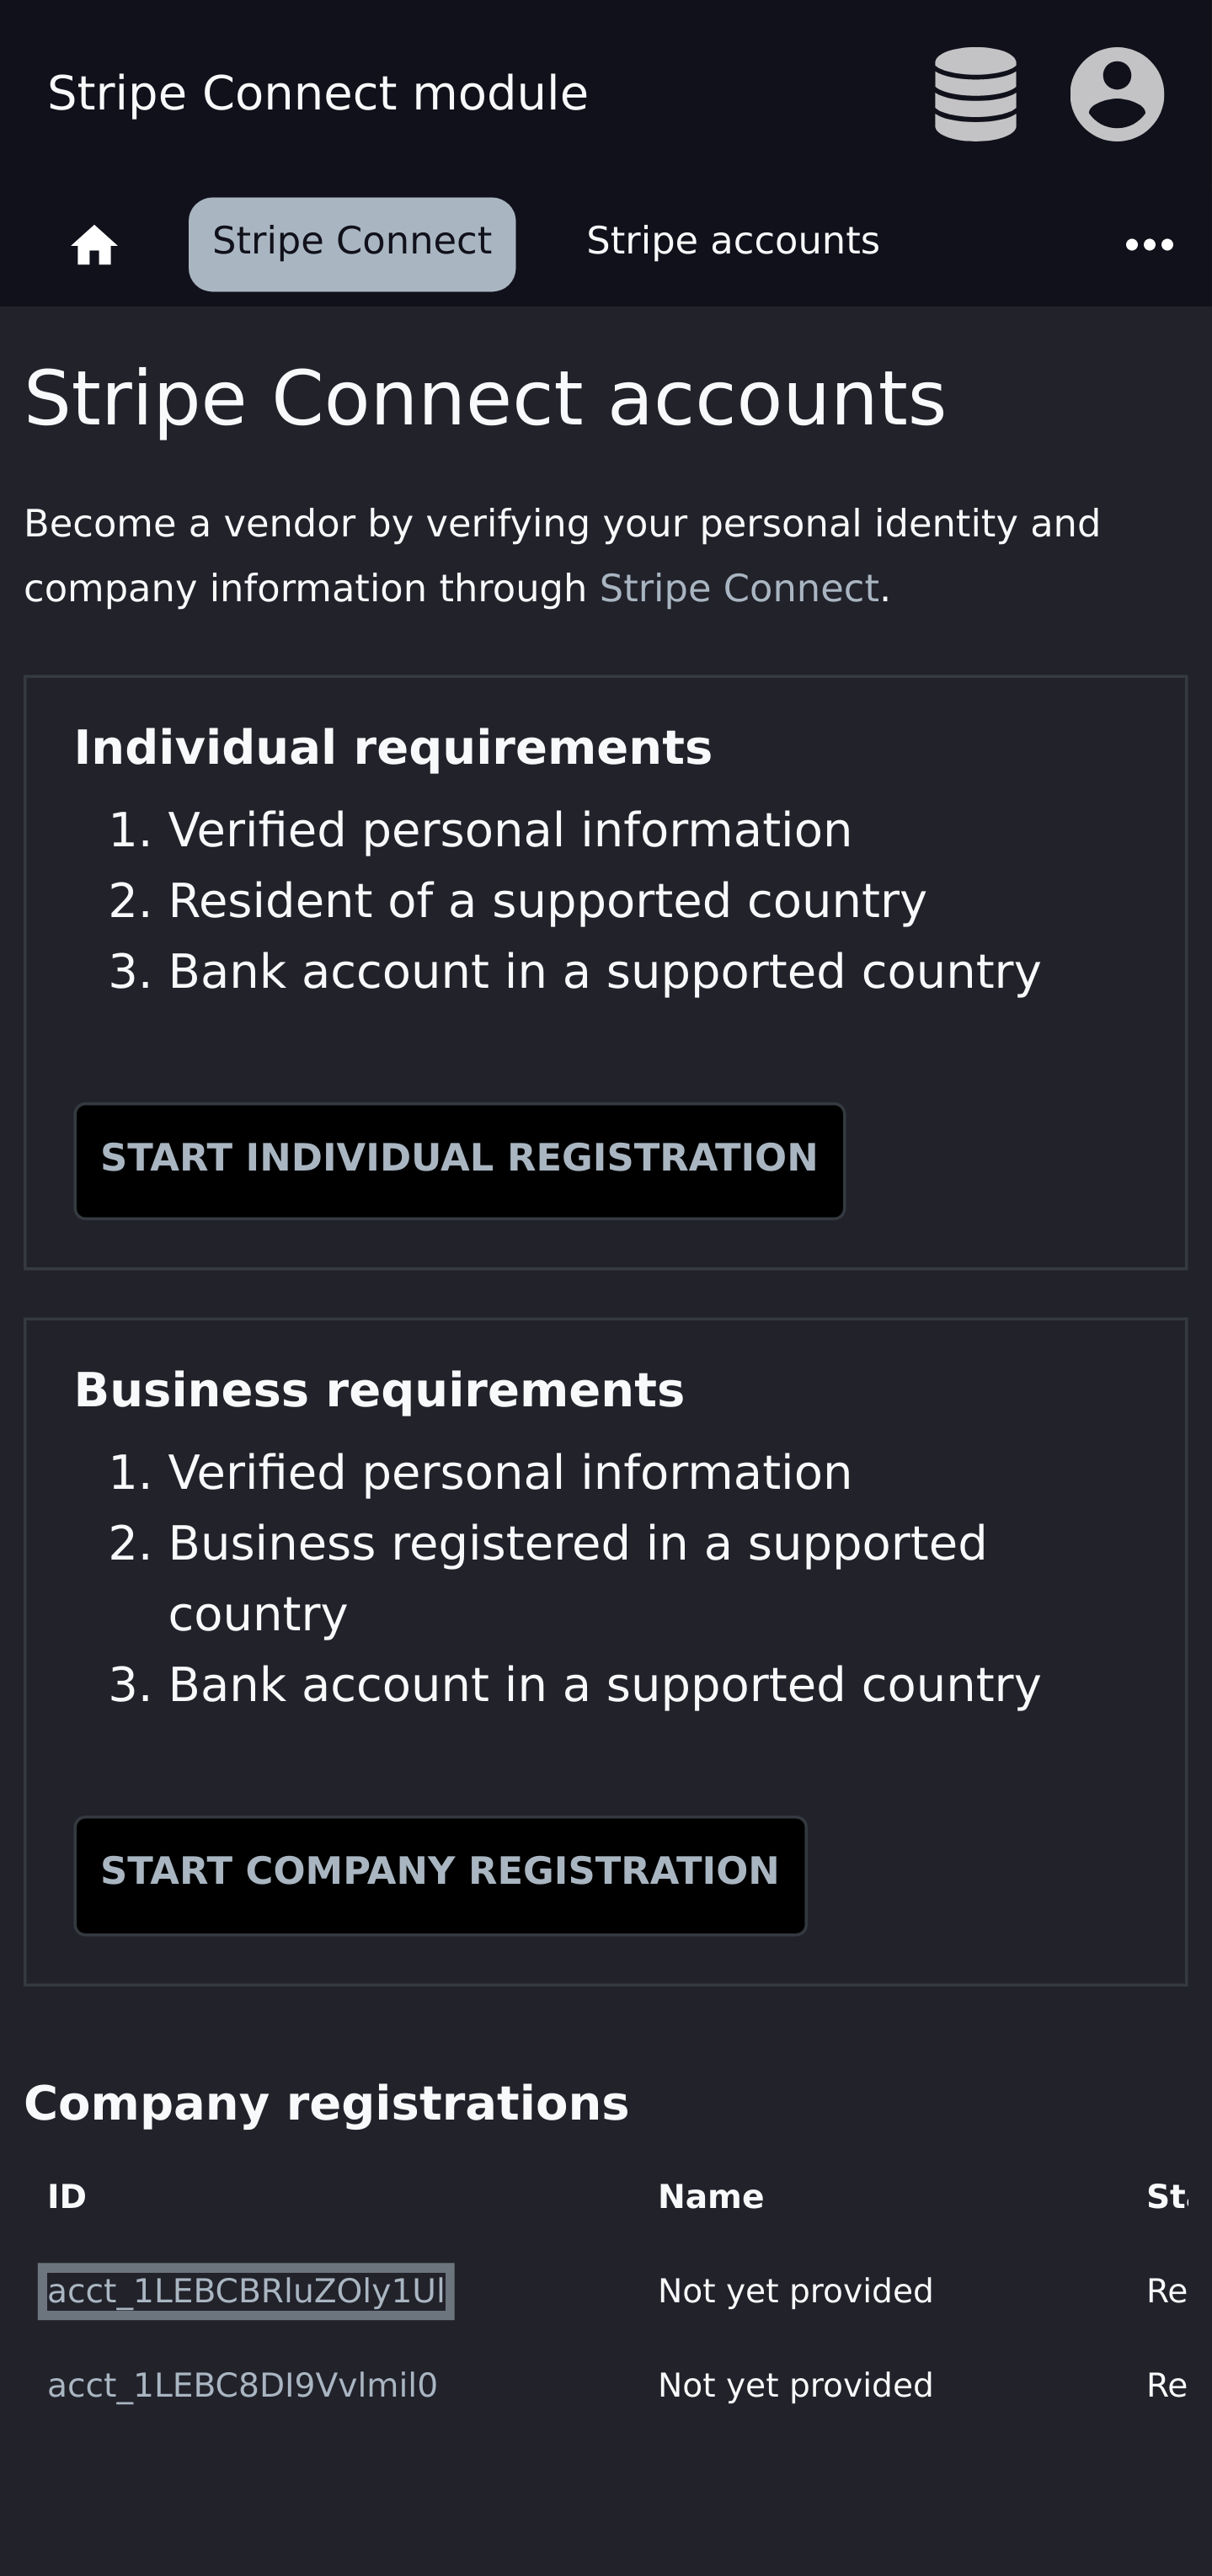 Stripe Connect module
Stripe Connect
Stripe accounts
Stripe Connect accounts
Become a vendor by verifying your personal identity and
company information through Stripe Connect.
Individual requirements
1. Verified personal information
2. Resident of a supported country
3. Bank account in a supported country
START INDIVIDUAL REGISTRATION
Business requirements
1. Verified personal information
2. Business registered in a supported
country
3. Bank account in a supported country
START COMPANY REGISTRATION
Company registrations
ID Name
acct_1LEBCBRluZOly1Ul Not yet provided Re
acct_1LEBC8DI9Vvlmil0 Not yet provided Re